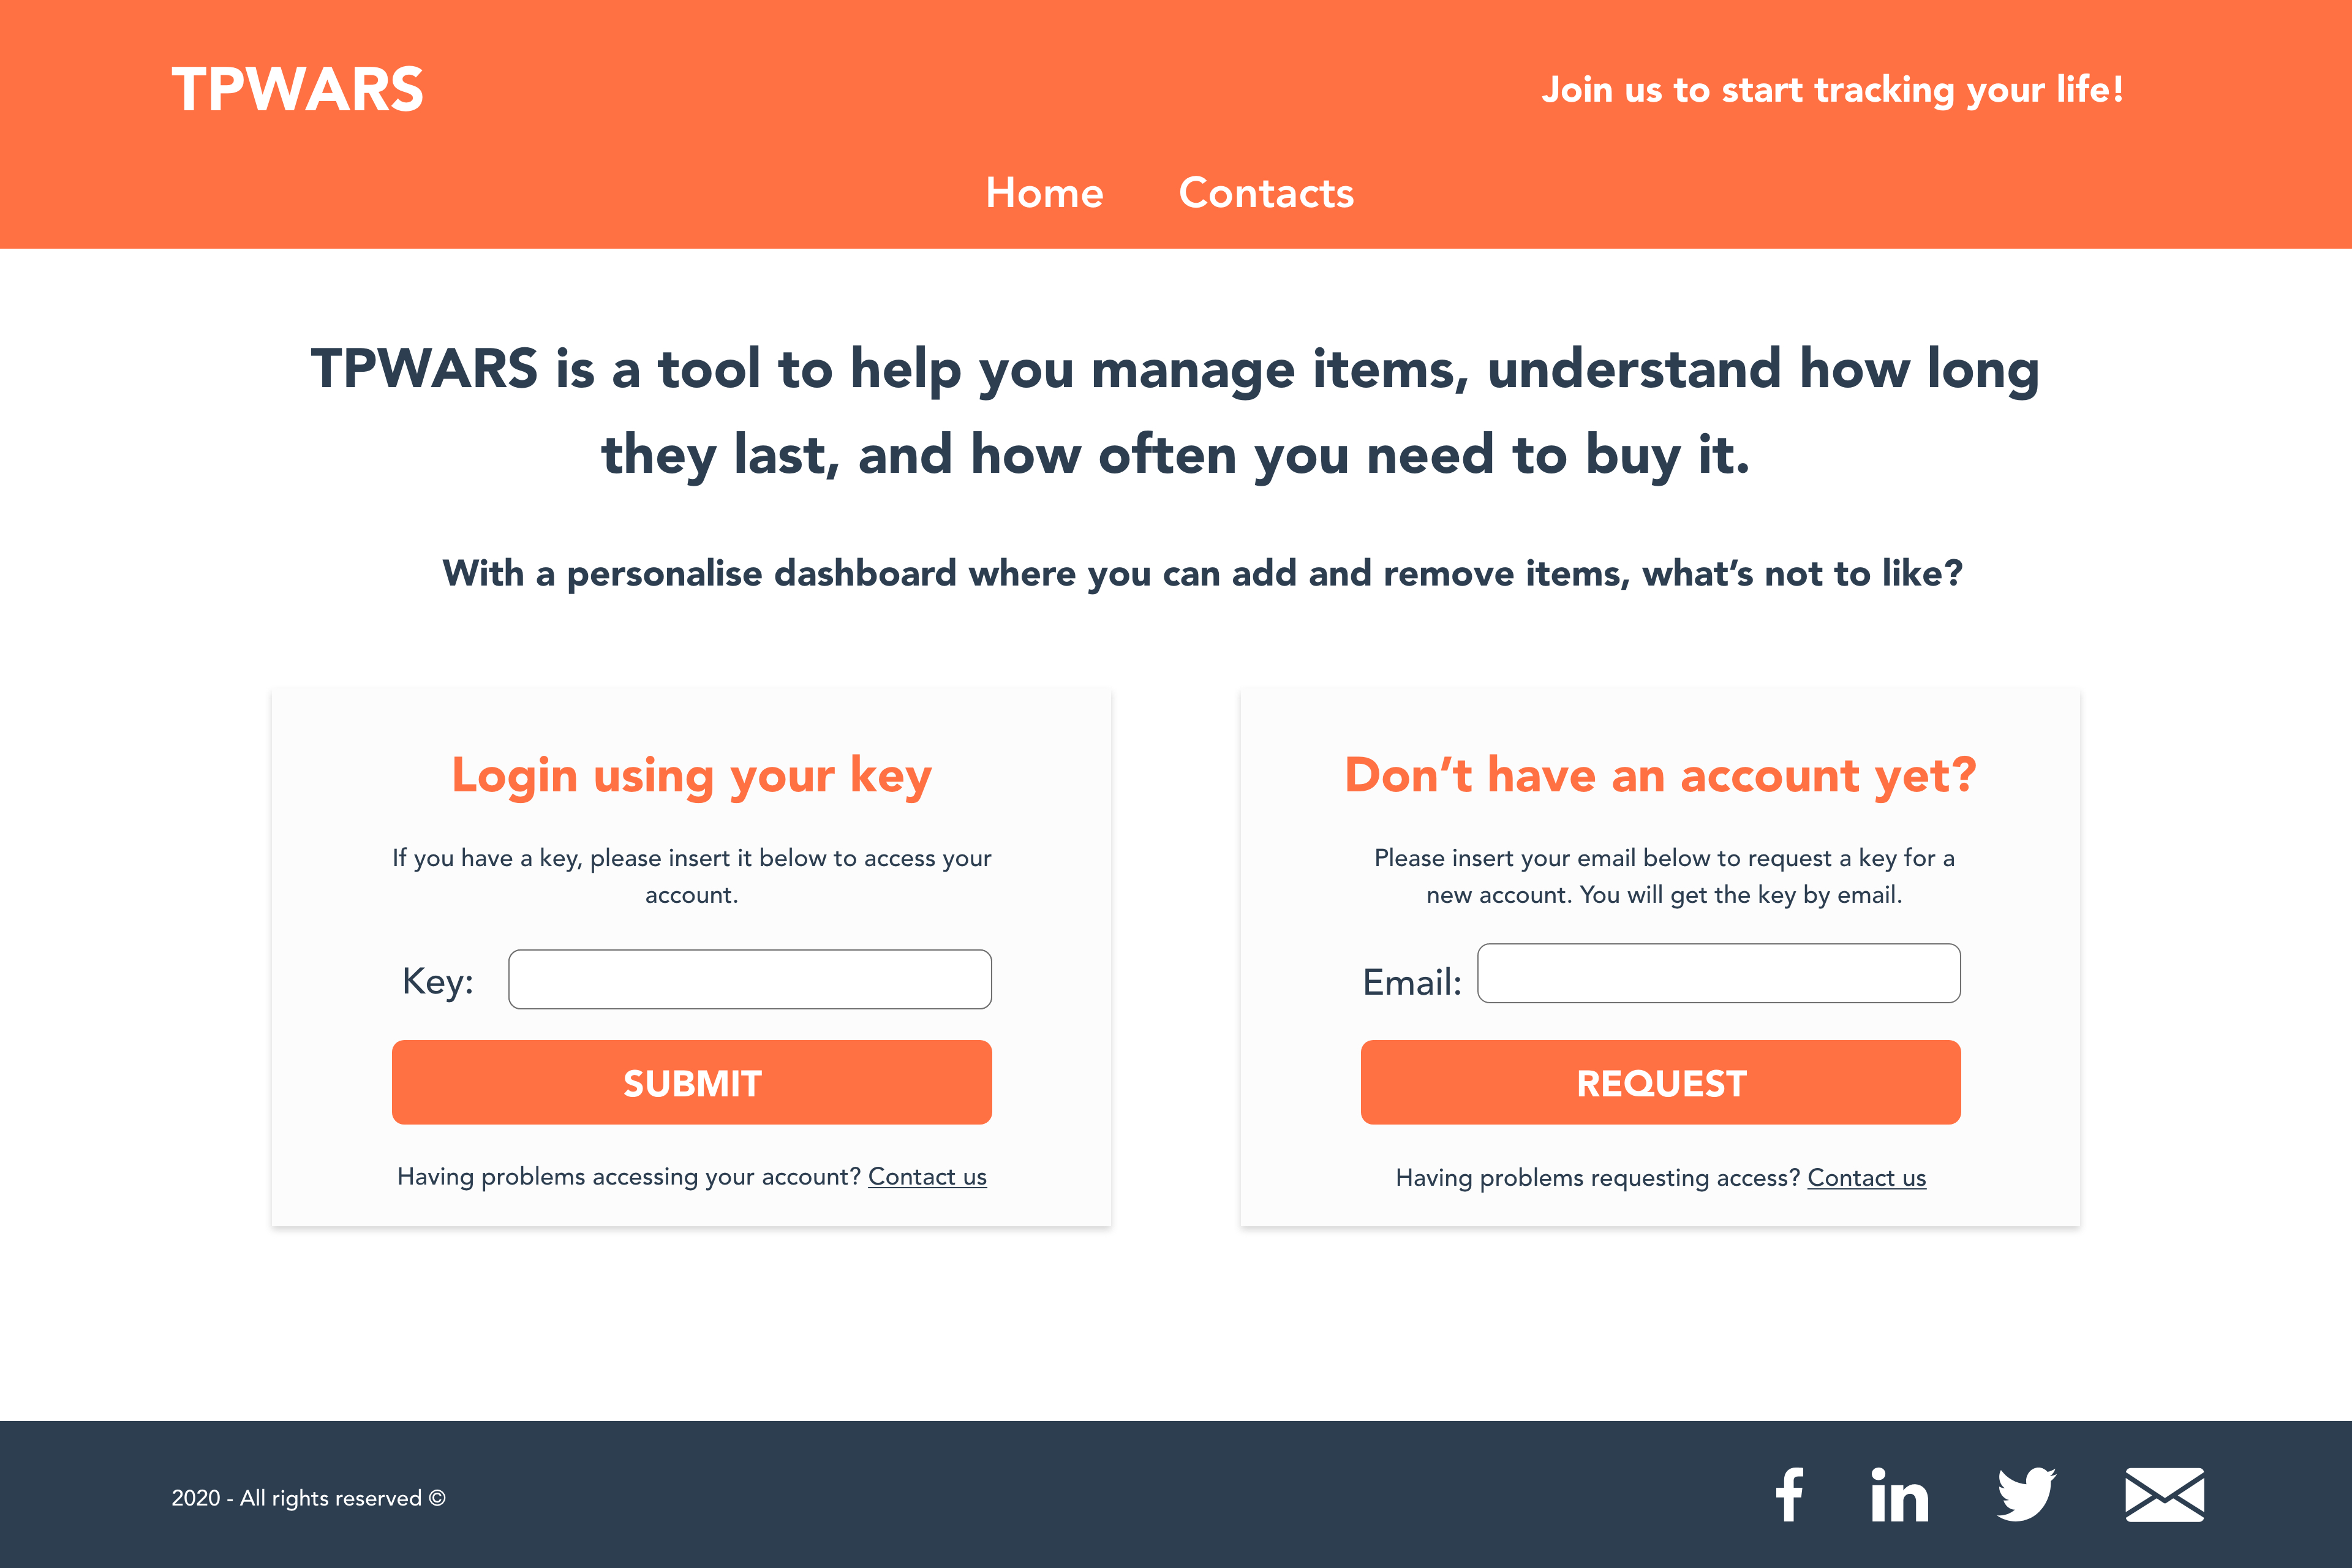 TPWARS
Join us to start tracking your life!
Home Contacts
TPWARS is a tool to help you manage items, understand how long
they last, and how often you need to buy it.
With a personalise dashboard where you can add and remove items, what’s not to like?
Login using your key
If you have a key, please insert it below to access your
account.
Key:
SUBMIT
Having problems accessing your account? Contact us
Don’t have an account yet?
Please insert your email below to request a key for a
new account. You will get the key by email.
Email:
REQUEST
Having problems requesting access? Contact us
2020 - All rights reserved ©